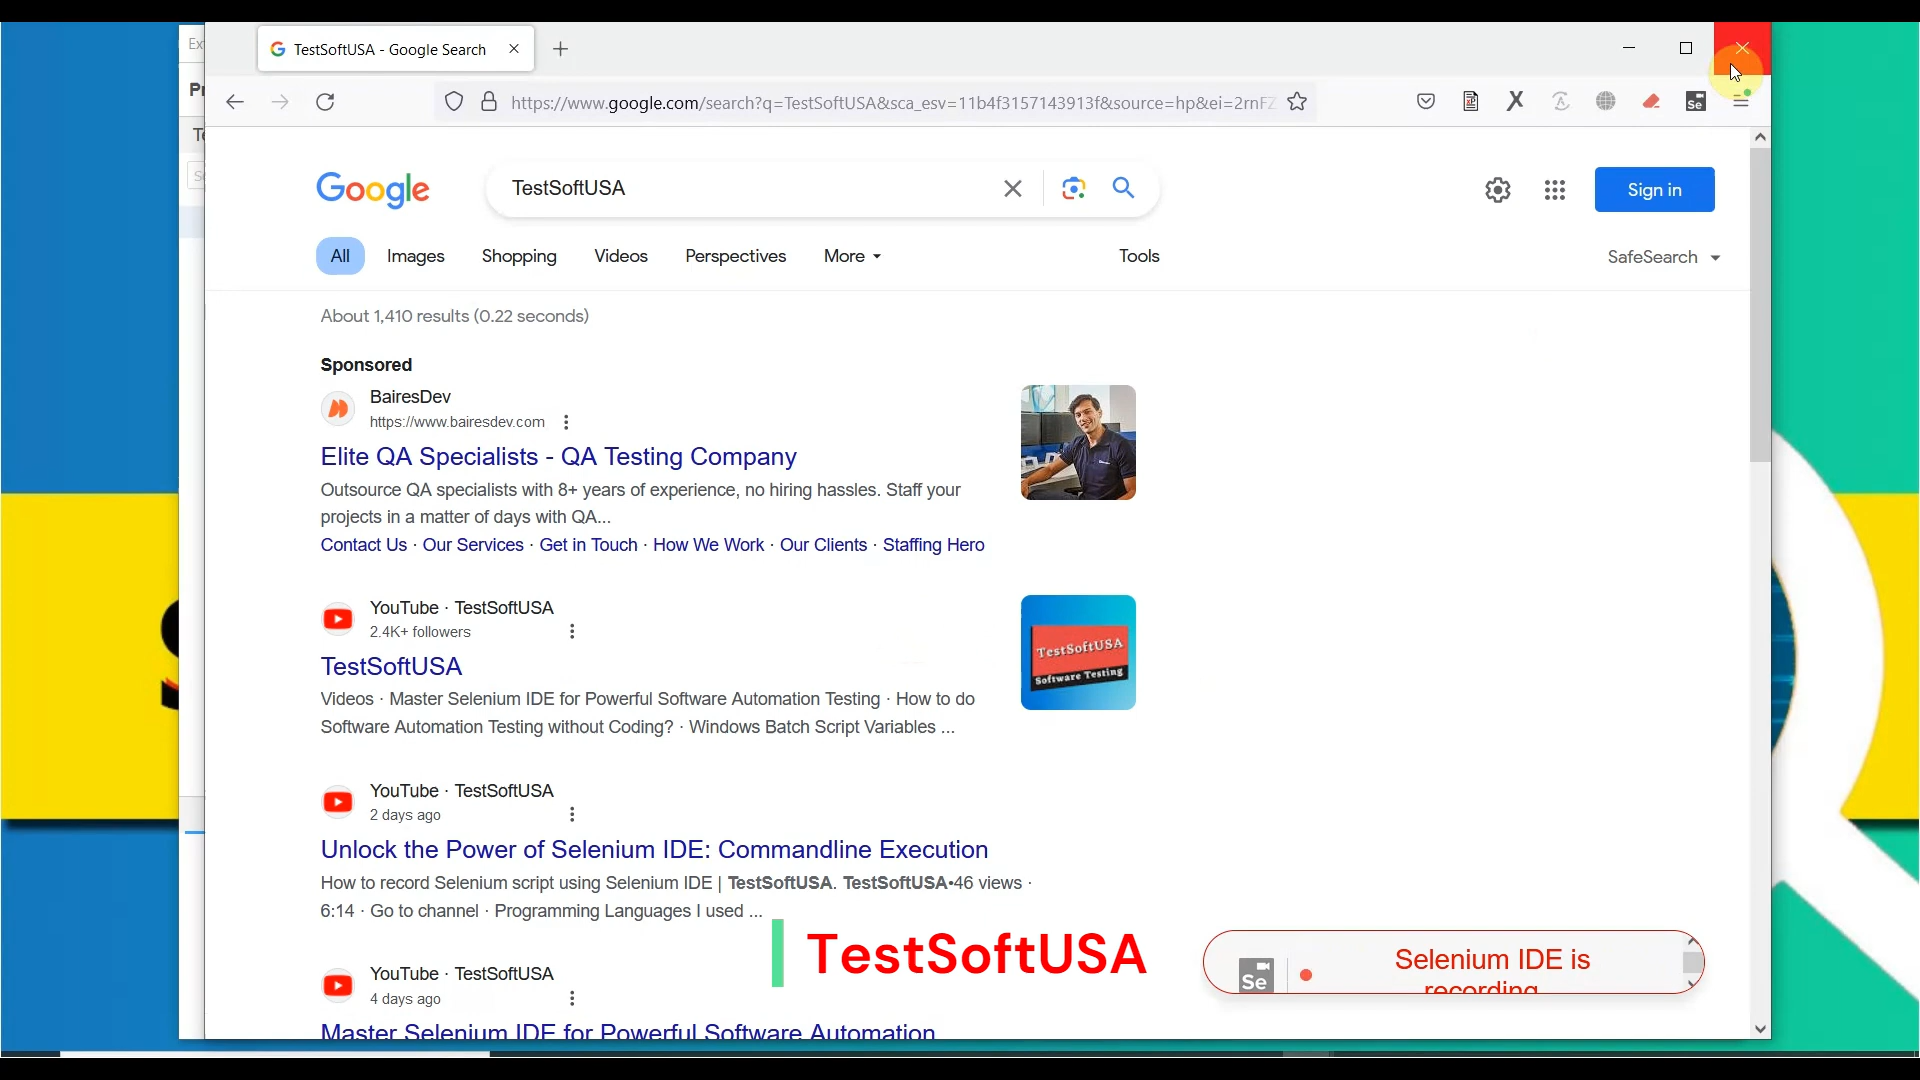 Ex
TestSoftUSA - Google Search
Pr
https://www.google.com/search?q=TestSoftUSA&sca_esv=11b4f3157143913f&source=hp&ei=2rnFZ
Se
Te
Google
TestSoftUSA
Sign in
All
Images
Shopping
Videos
Perspectives
More
Tools
SafeSearch
About 1,410 results (0.22 seconds)
Sponsored
BairesDev
https://www.bairesdev.com
Elite QA Specialists - QA Testing Company
Outsource QA specialists with 8+ years of experience, no hiring hassles. Staff your
projects in a matter of days with QA...
Contact Us · Our Services · Get in Touch · How We Work · Our Clients · Staffing Hero
YouTube · TestSoftUSA
2.4K+ followers
TestSoftUSA
Videos · Master Selenium IDE for Powerful Software Automation Testing · How to do
Software Automation Testing without Coding? · Windows Batch Script Variables ...
TestSoftUSA
Software Testing
YouTube · TestSoftUSA
2 days ago
Unlock the Power of Selenium IDE: Commandline Execution
How to record Selenium script using Selenium IDE | TestSoftUSA. TestSoftUSA•46 views ·
6:14 · Go to channel · Programming Languages I used ...
YouTube · TestSoftUSA
4 days ago
Master Selenium IDE for Powerful Software Automation
TestSoftUSA
Se
Selenium IDE is
recording